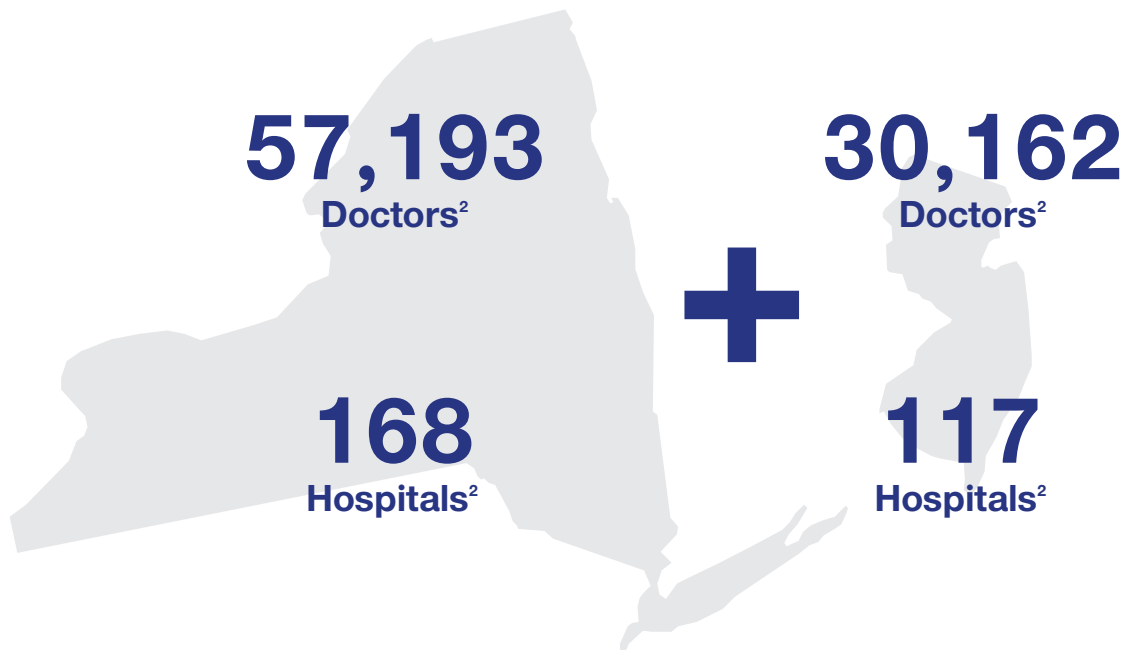 57,193
Doctors²
168
Hospitals²
+
30,162
Doctors²
117
Hospitals²